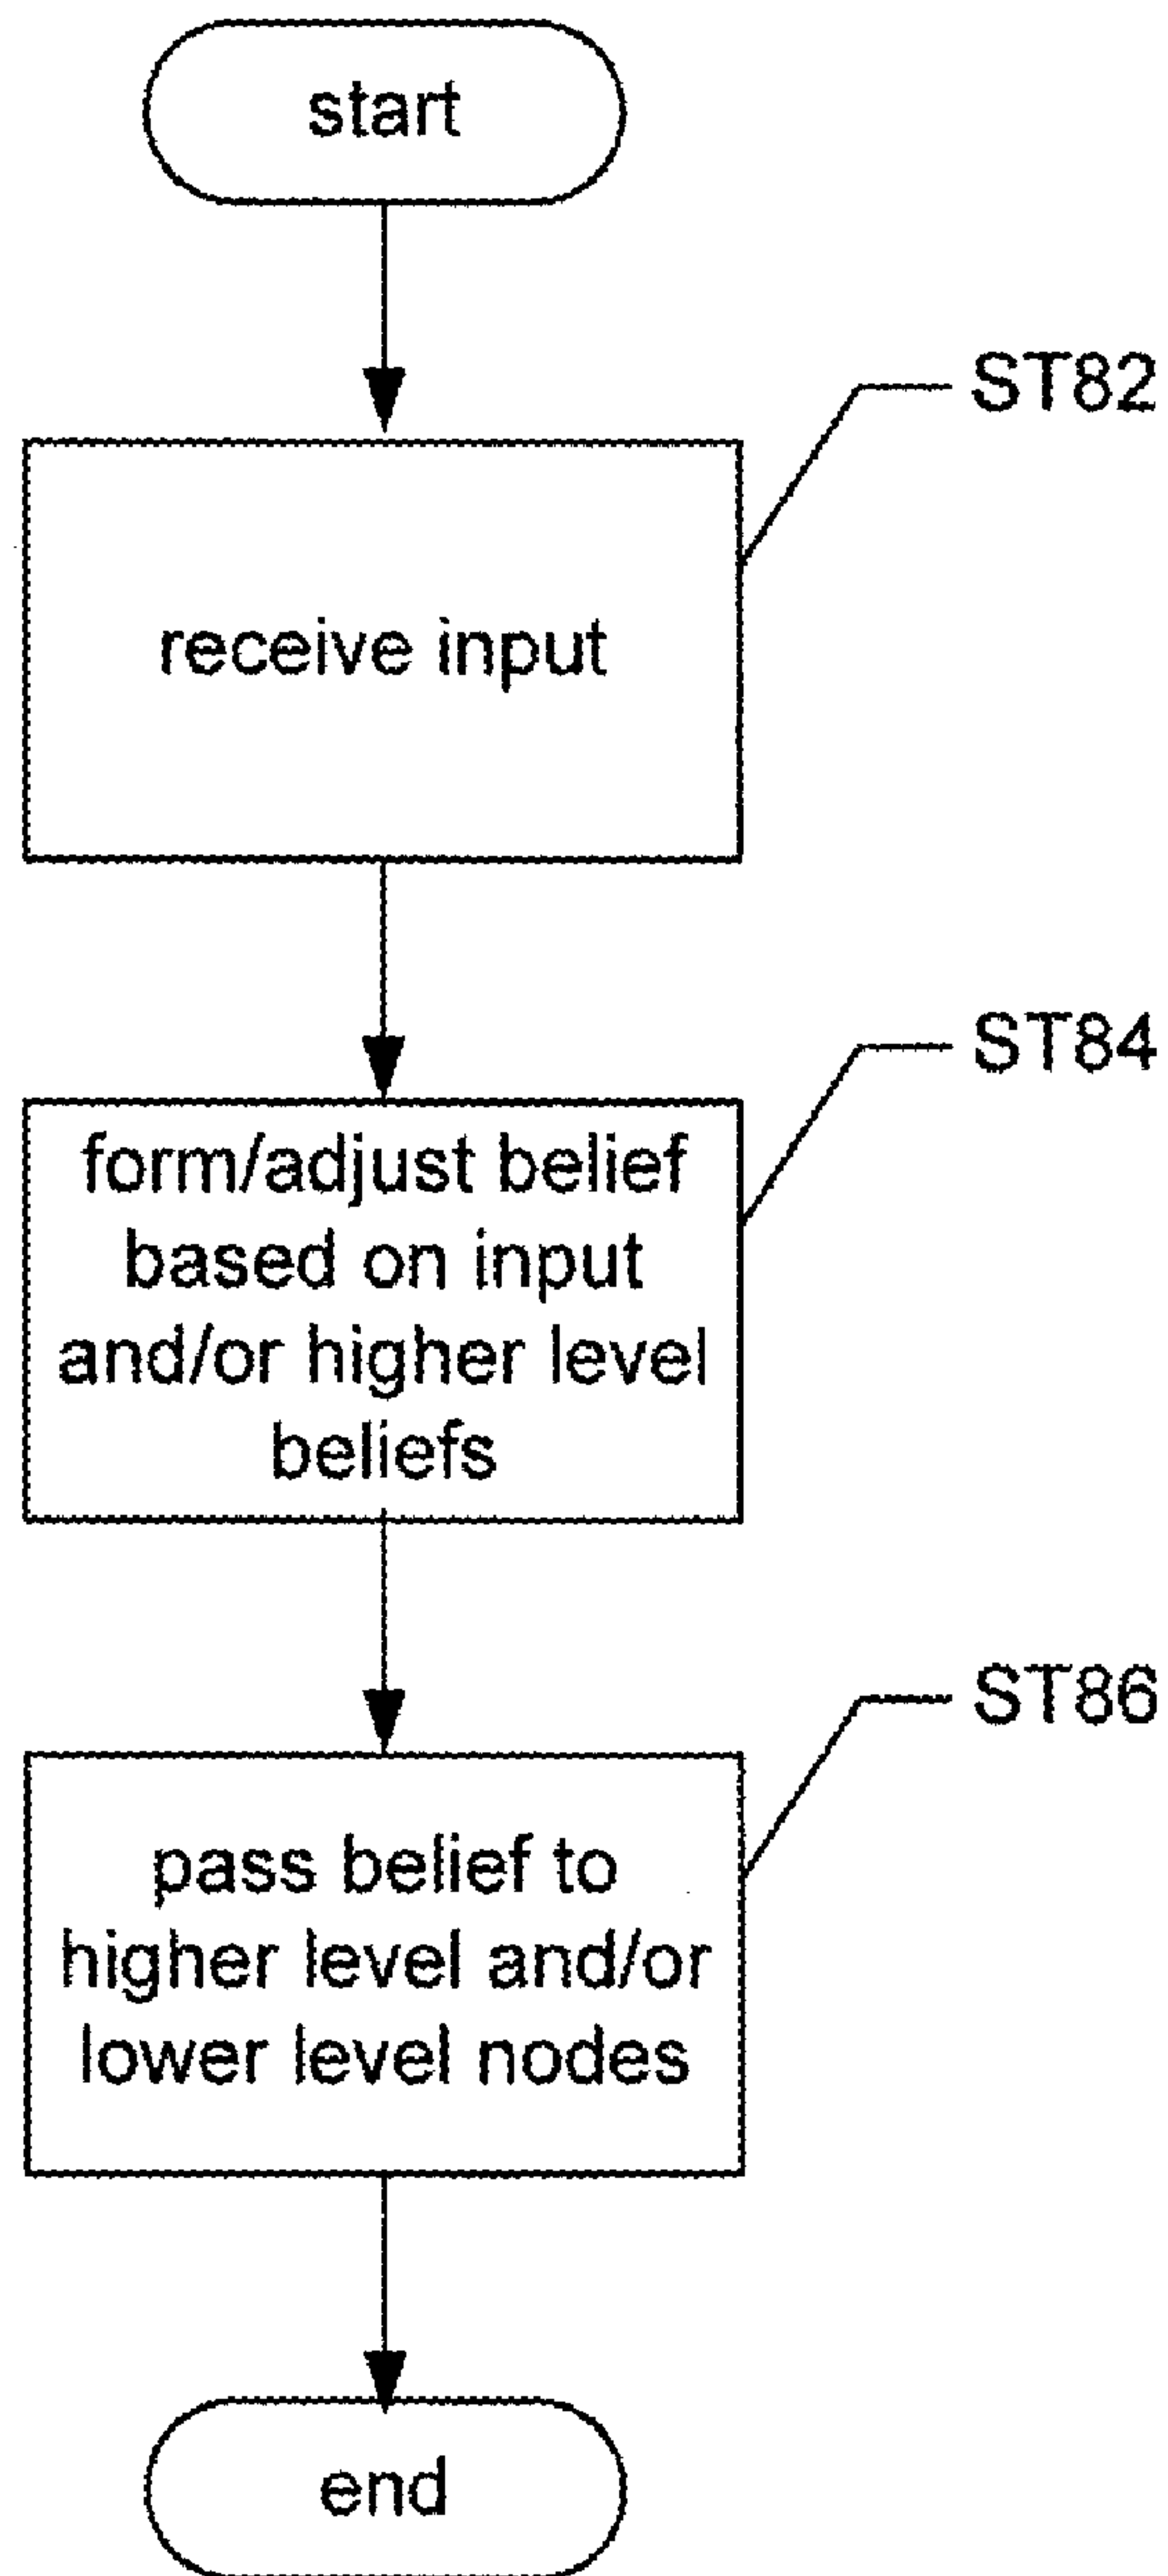 start
ST82
receive input
ST84
form/adjust belief
based on input
and/or higher level
beliefs
ST86
pass belief to
higher level and/or
lower level nodes
end